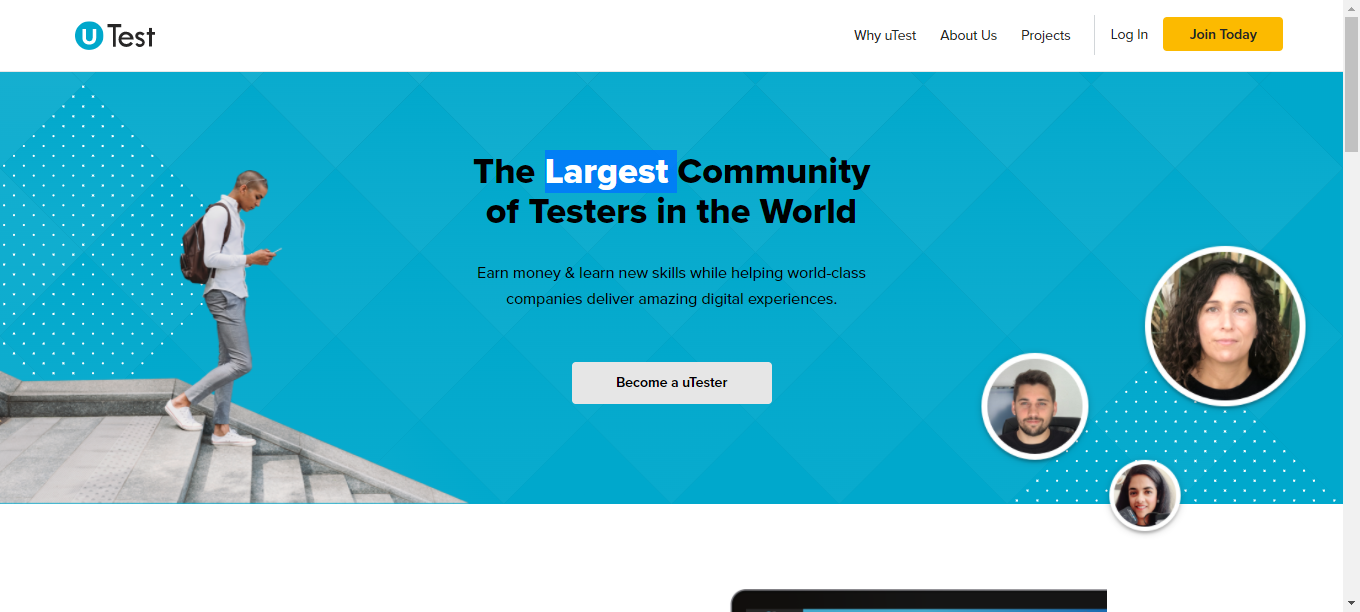 uTest
Why uTest
About Us
Projects
Log In
Join Today
The Largest Community
of Testers in the World
Earn money & learn new skills while helping world-class
companies deliver amazing digital experiences.
Become a uTester